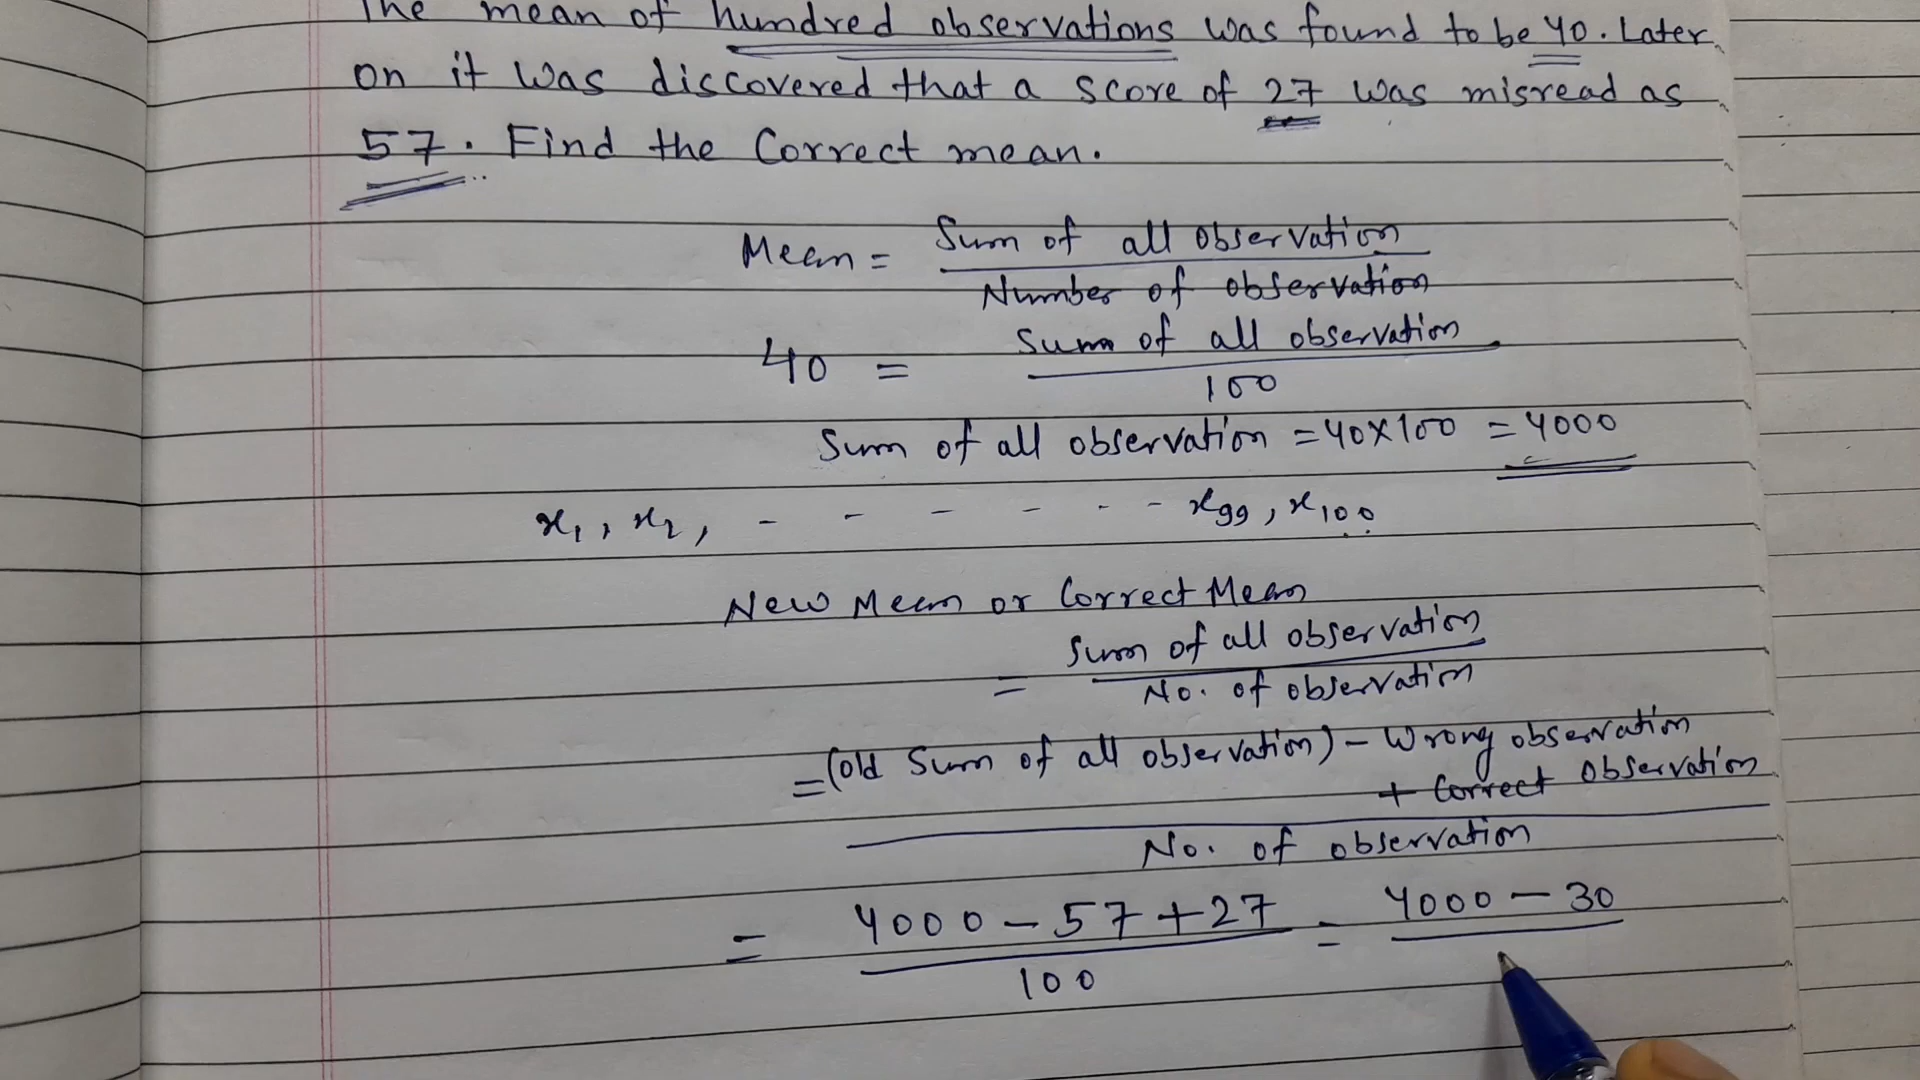 The mean of hundred observations was found to be 40. Later
on it was discovered that a score of 27 was misread as
57. Find the Correct mean.
Mean = Sum of all observation
Number of observation
40 = Sum of all observation
100
Sum of all observation = 40×100 = 4000
x1, x2, - - - - - - x99, x100
New Mean or Correct Mean
= Sum of all observation
No. of observation
= (old Sum of all observation) - Wrong observation
+ Correct Observation
No. of observation
= 4000 - 57 + 27 = 4000 - 30
100